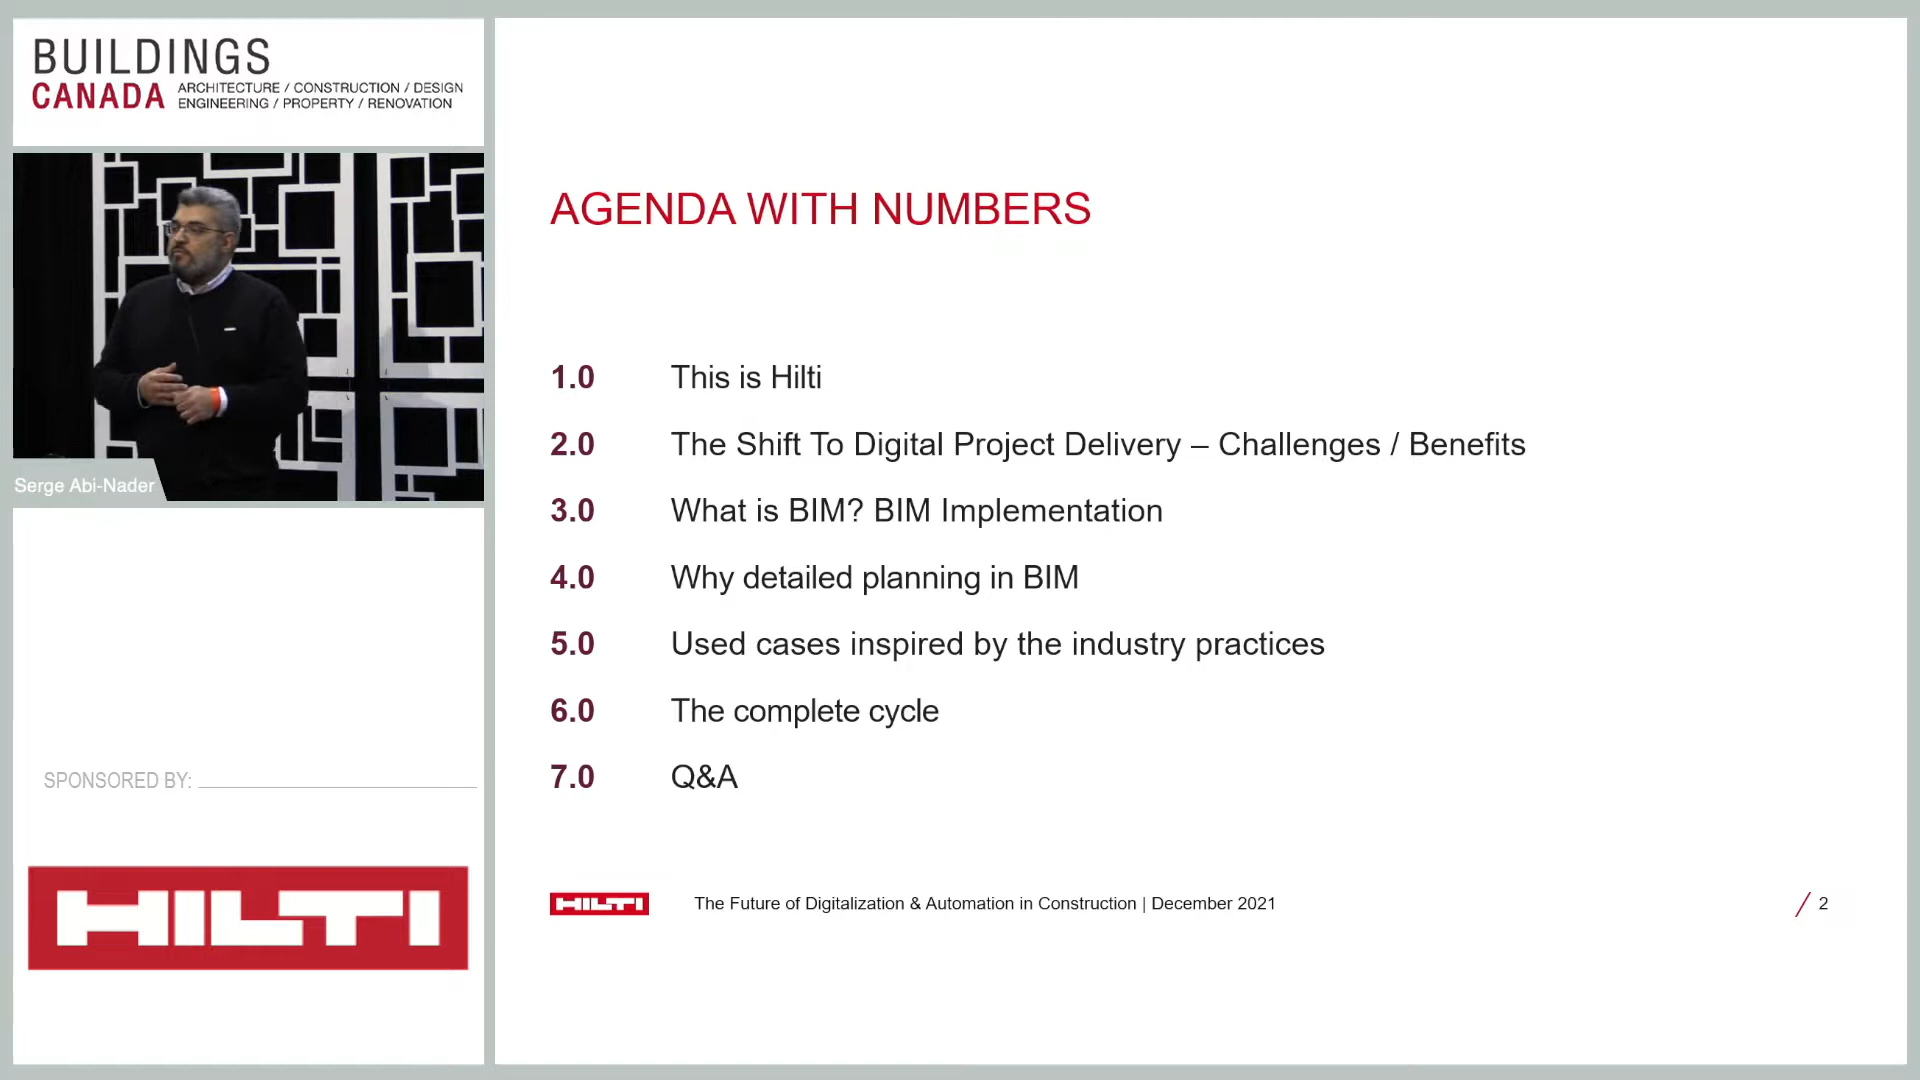 BUILDINGS
CANADA ARCHITECTURE / CONSTRUCTION / DESIGN
ENGINEERING / PROPERTY / RENOVATION
Serge Abi-Nader
SPONSORED BY:
HILTI
AGENDA WITH NUMBERS
1.0 This is Hilti
2.0 The Shift To Digital Project Delivery – Challenges / Benefits
3.0 What is BIM? BIM Implementation
4.0 Why detailed planning in BIM
5.0 Used cases inspired by the industry practices
6.0 The complete cycle
7.0 Q&A
HILTI The Future of Digitalization & Automation in Construction | December 2021 / 2